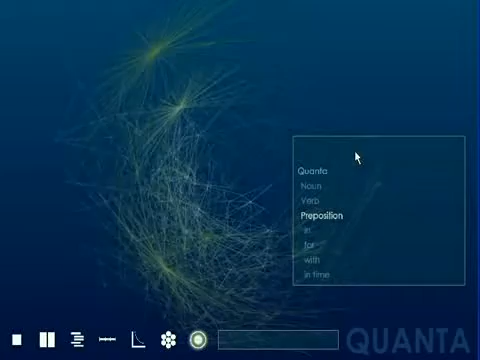 Quanta
Noun
Verb
Preposition
in
for
with
in time
QUANTA